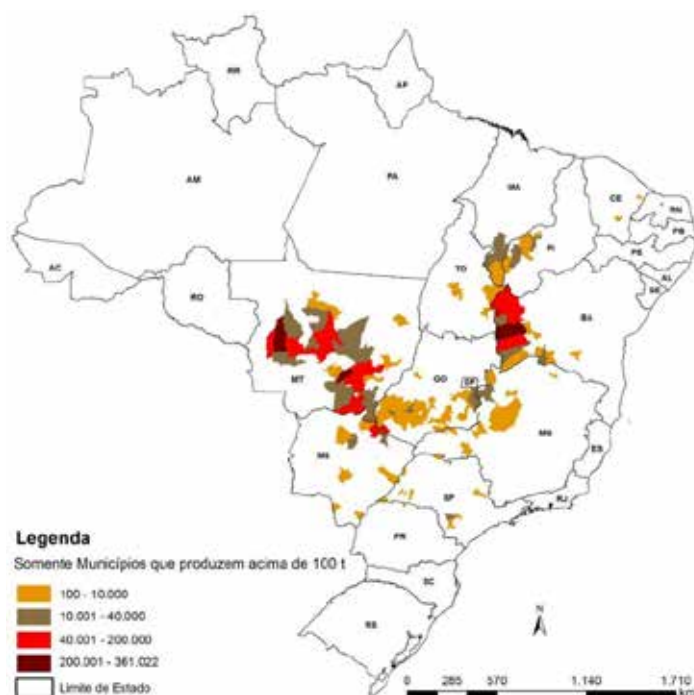 RR
AP
AM
PA
MA
CE
RN
PB
PE
AL
SE
PI
TO
AC
RO
BA
MT
GO
DF
MG
ES
MS
SP
RJ
PR
SC
RS
Legenda
Somente Municípios que produzem acima de 100 t
100 - 10.000
10.001 - 40.000
40.001 - 200.000
200.001 - 361.022
Limite de Estado
N
0 285 570 1.140 1.710